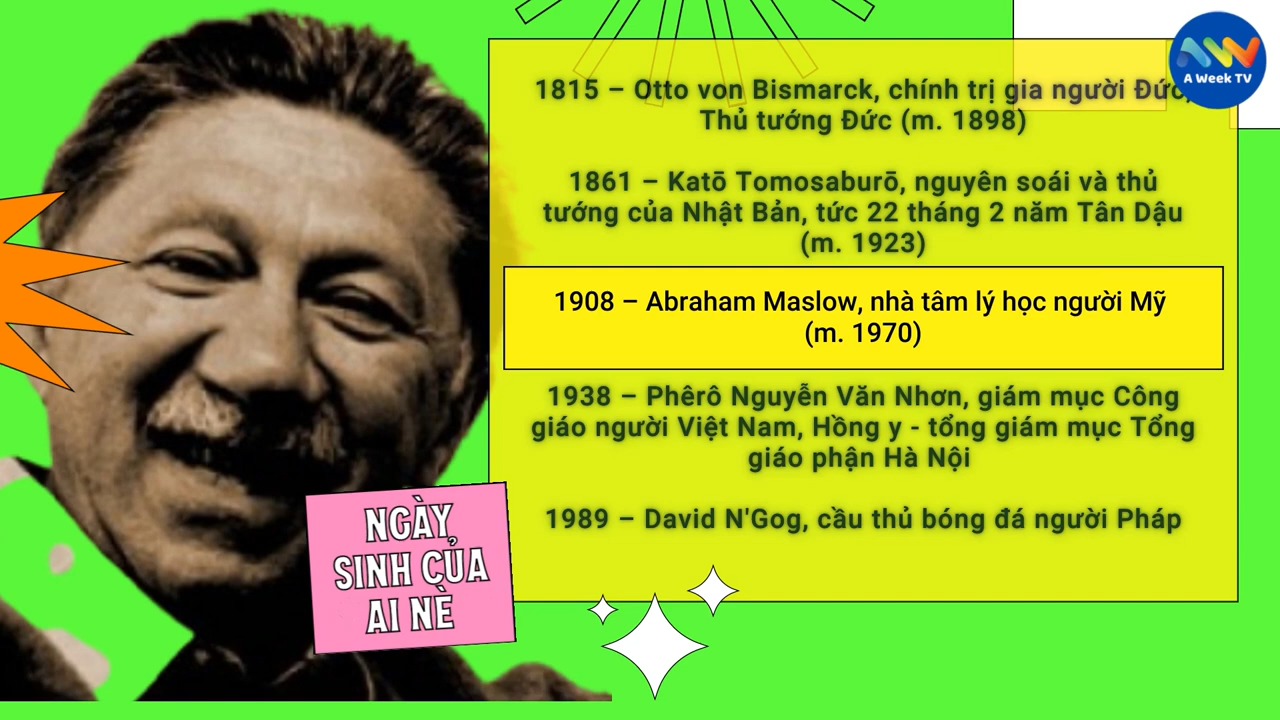 A Week TV
1815 – Otto von Bismarck, chính trị gia người Đức,
Thủ tướng Đức (m. 1898)
1861 – Katō Tomosaburō, nguyên soái và thủ
tướng của Nhật Bản, tức 22 tháng 2 năm Tân Dậu
(m. 1923)
1908 – Abraham Maslow, nhà tâm lý học người Mỹ
(m. 1970)
1938 – Phêrô Nguyễn Văn Nhơn, giám mục Công
giáo người Việt Nam, Hồng y - tổng giám mục Tổng
giáo phận Hà Nội
1989 – David N'Gog, cầu thủ bóng đá người Pháp
NGÀY
SINH CỦA
AI NÈ